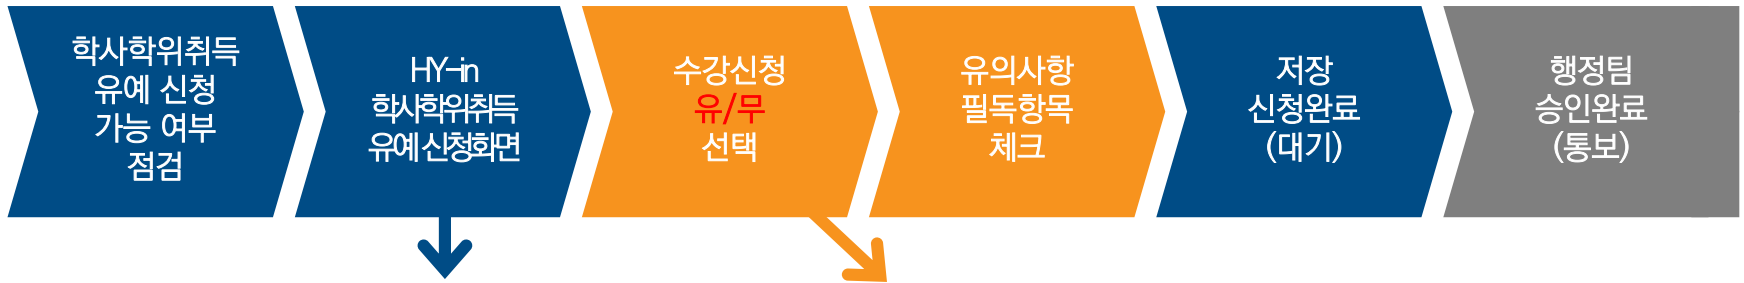 학사학위취득
유예 신청
가능 여부
점검
HY-in
학사학위취득
유예 신청화면
수강신청
유/무
선택
유의사항
필독항목
체크
저장
신청완료
(대기)
행정팀
승인완료
(통보)